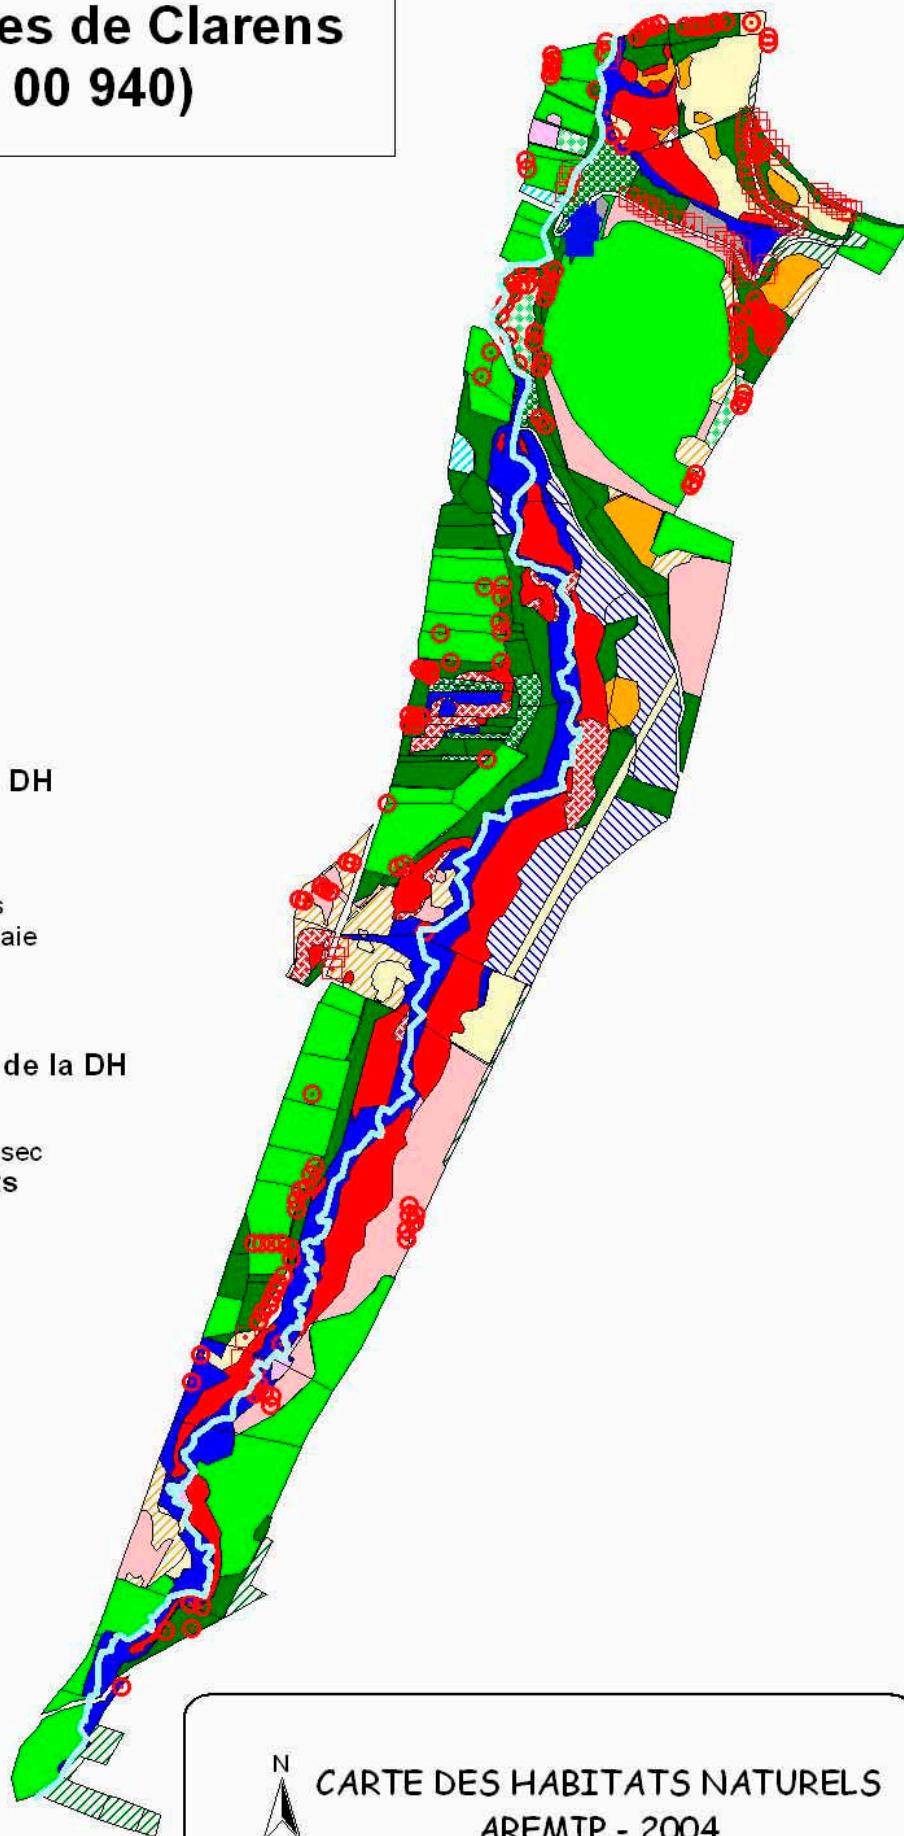 es de Clarens
00 940)
DH
s
aie
de la DH
sec
s
N
CARTE DES HABITATS NATURELS
AREMIP - 2004